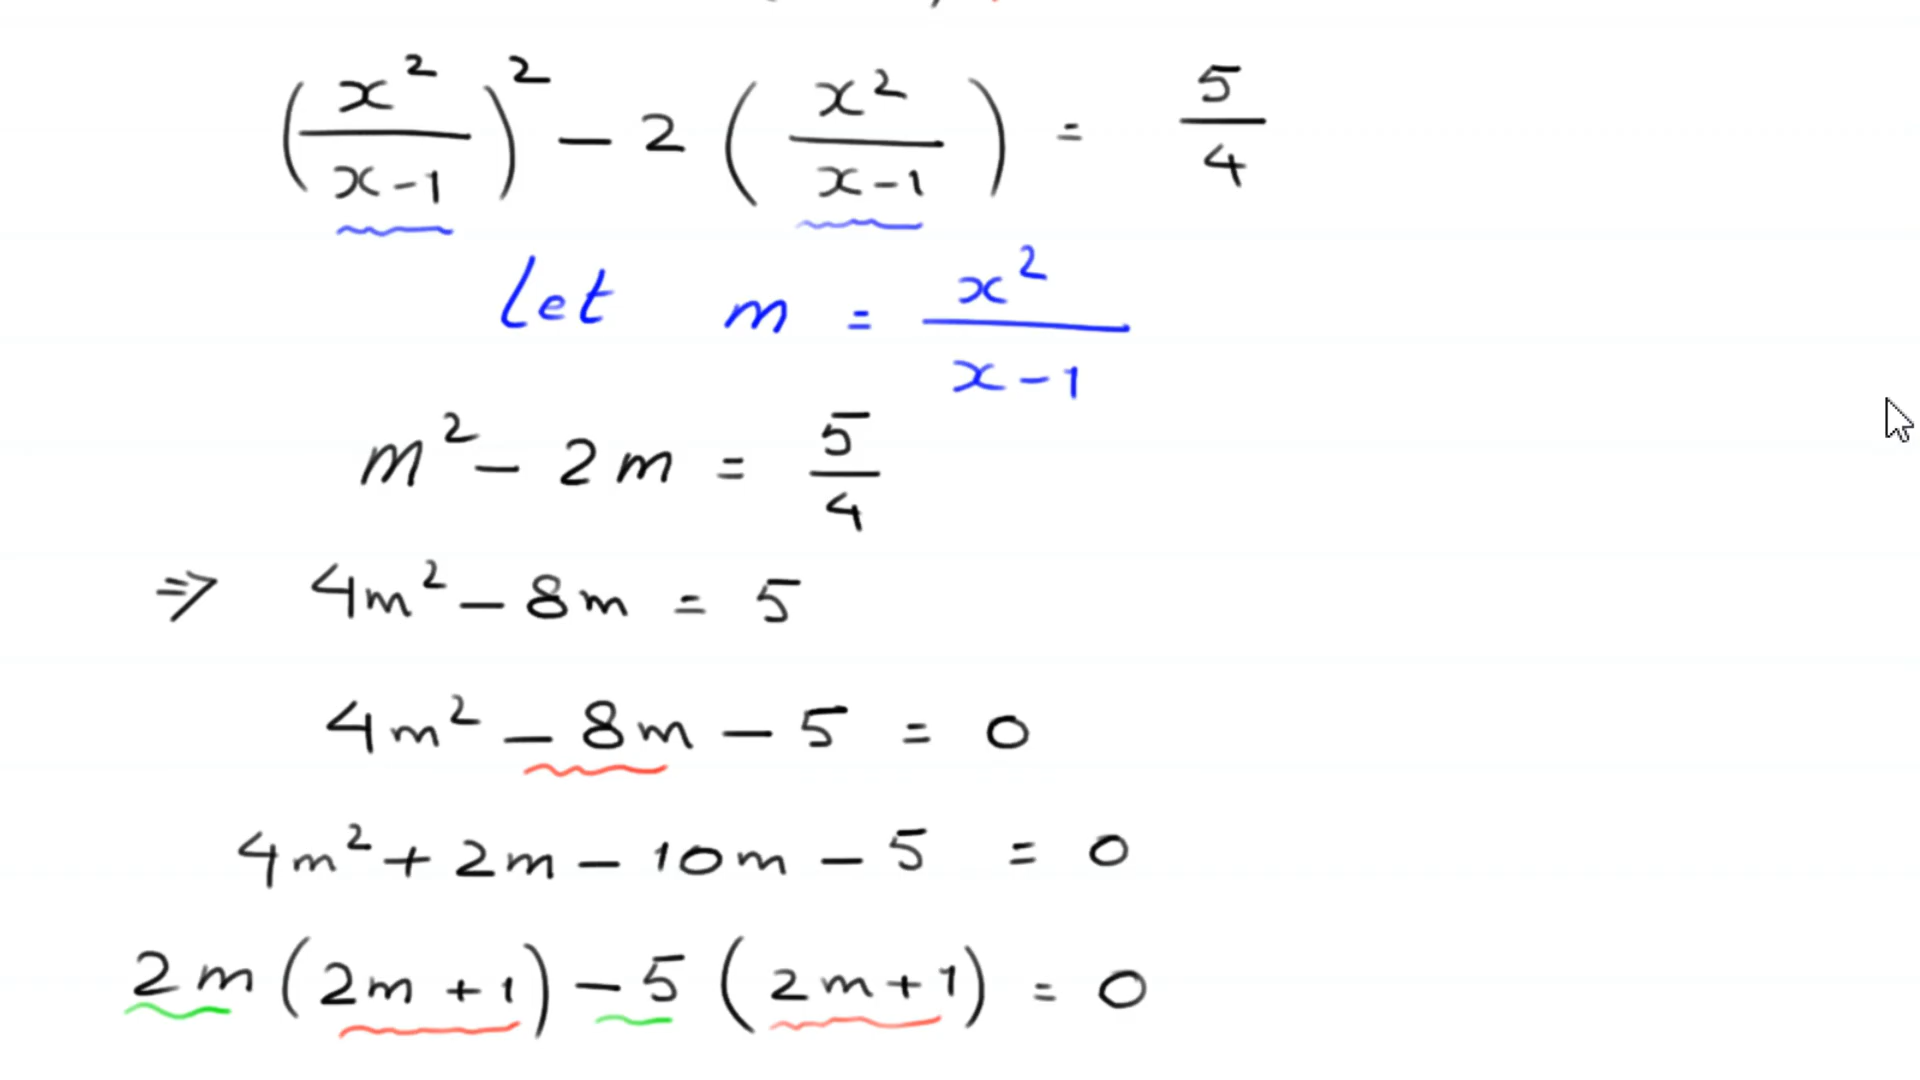 (x²/(x-1))² - 2(x²/(x-1)) = 5/4
Let m = x²/(x-1)
m² - 2m = 5/4
⇒ 4m² - 8m = 5
4m² - 8m - 5 = 0
4m² + 2m - 10m - 5 = 0
2m(2m+1) - 5(2m+1) = 0